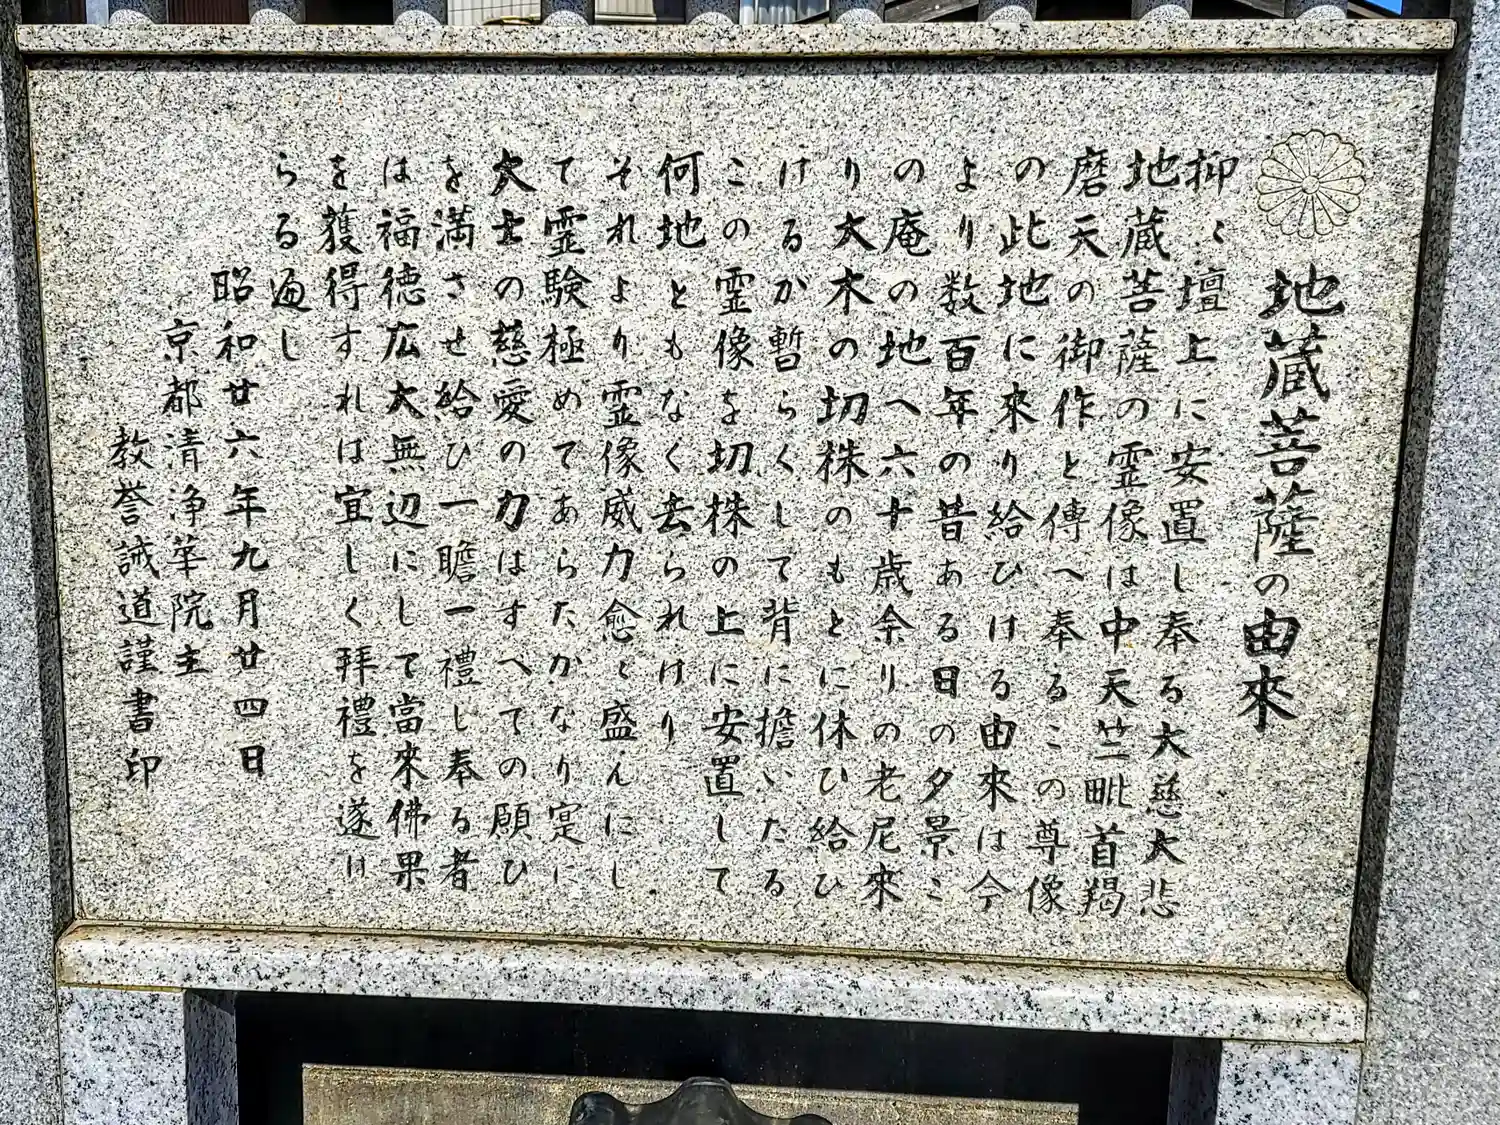 地蔵菩薩の由來
抑〻壇上に安置し奉る大慈大悲
地蔵菩薩の霊像は中天竺毗首羯
磨天の御作と傳へ奉るこの尊像
の此地に來り給ひける由來は今
より数百年の昔ある日の夕景ニ
の庵の地へ六十歳余りの老尼來
り大木の切株のもとに休ひ給ひ
けるが暫らくして背に擔いたる
この霊像を切株の上に安置して
何地ともなく去られけり
それより霊像威力愈〻盛んにし
て霊験極めてあらたかなり寔に
大士の慈愛の力はすへての願ひ
を満させ給ひ一瞻一禮し奉る者
は福徳広大無辺にして當來佛果
を獲得すれは宜しく拜禮を遂け
らる遍し
昭和廿六年九月廿四日
京都清浄華院主
教誉誡道謹書印